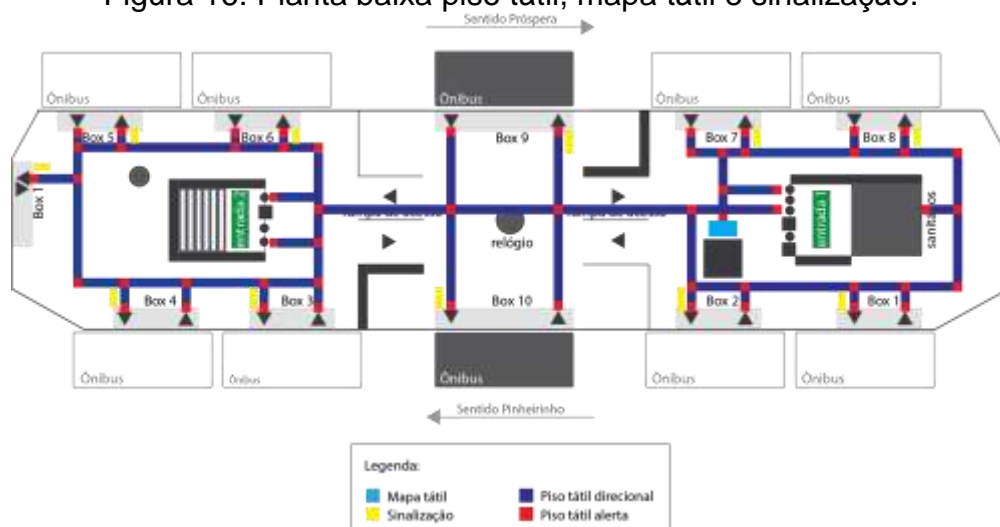 Figura 16: Planta baixa piso tátil, mapa tátil e sinalização.
Sentido Próspera
Ônibus
Ônibus
Ônibus
Ônibus
Ônibus
Box 5
Box 6
Box 9
Box 7
Box 8
Box 1
entrada 2
relógio
entrada 1
sanitários
Box 4
Box 3
Box 10
Box 2
Box 1
Ônibus
Ônibus
Ônibus
Ônibus
Ônibus
Sentido Pinheirinho
Legenda:
Mapa tátil
Piso tátil direcional
Sinalização
Piso tátil alerta